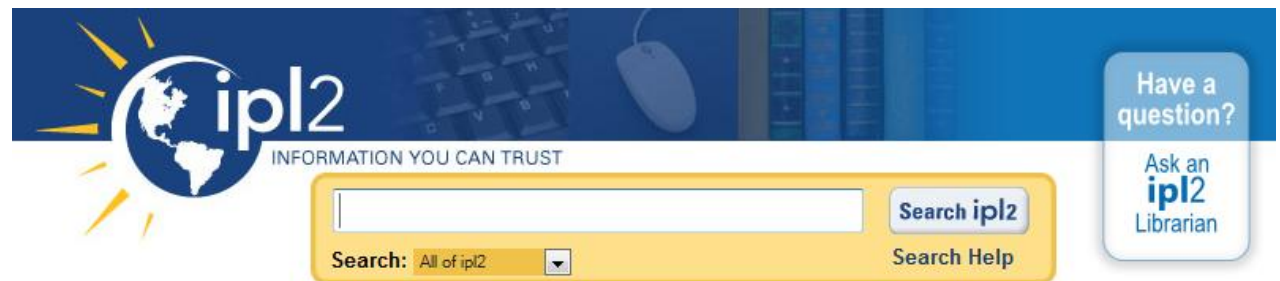 ipl2
INFORMATION YOU CAN TRUST
Search ipl2
Search: All of ipl2
Search Help
Have a
question?
Ask an
ipl2
Librarian